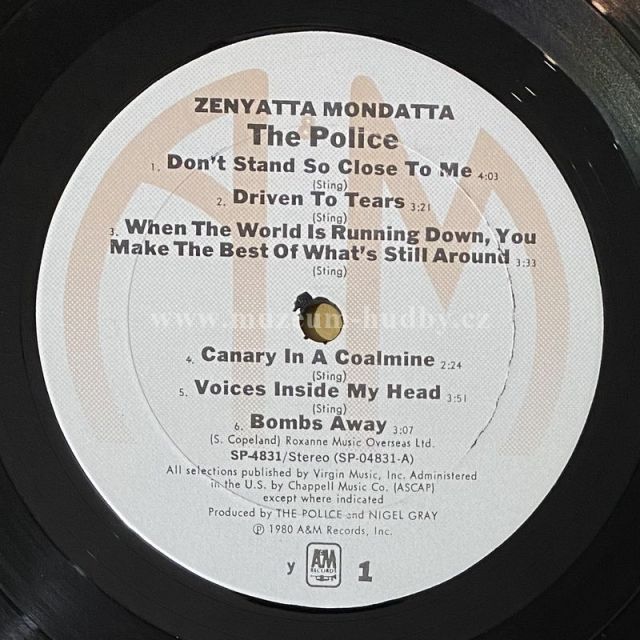 ZENYATTA MONDATTA
The Police
1. Don't Stand So Close To Me 4:03
(Sting)
2. Driven To Tears 3:21
(Sting)
3. When The World Is Running Down, You
Make The Best Of What's Still Around 3:33
(Sting)
www.muzeum-hudby.cz
4. Canary In A Coalmine 2:24
(Sting)
5. Voices Inside My Head 3:51
(Sting)
6. Bombs Away 3:07
(S. Copeland) Roxanne Music Overseas Ltd.
SP-4831/Stereo (SP-04831-A)
All selections published by Virgin Music, Inc. Administered
in the U.S. by Chappell Music Co. (ASCAP)
except where indicated
Produced by THE POLICE and NIGEL GRAY
℗ 1980 A&M Records, Inc.
y A&M RECORDS 1